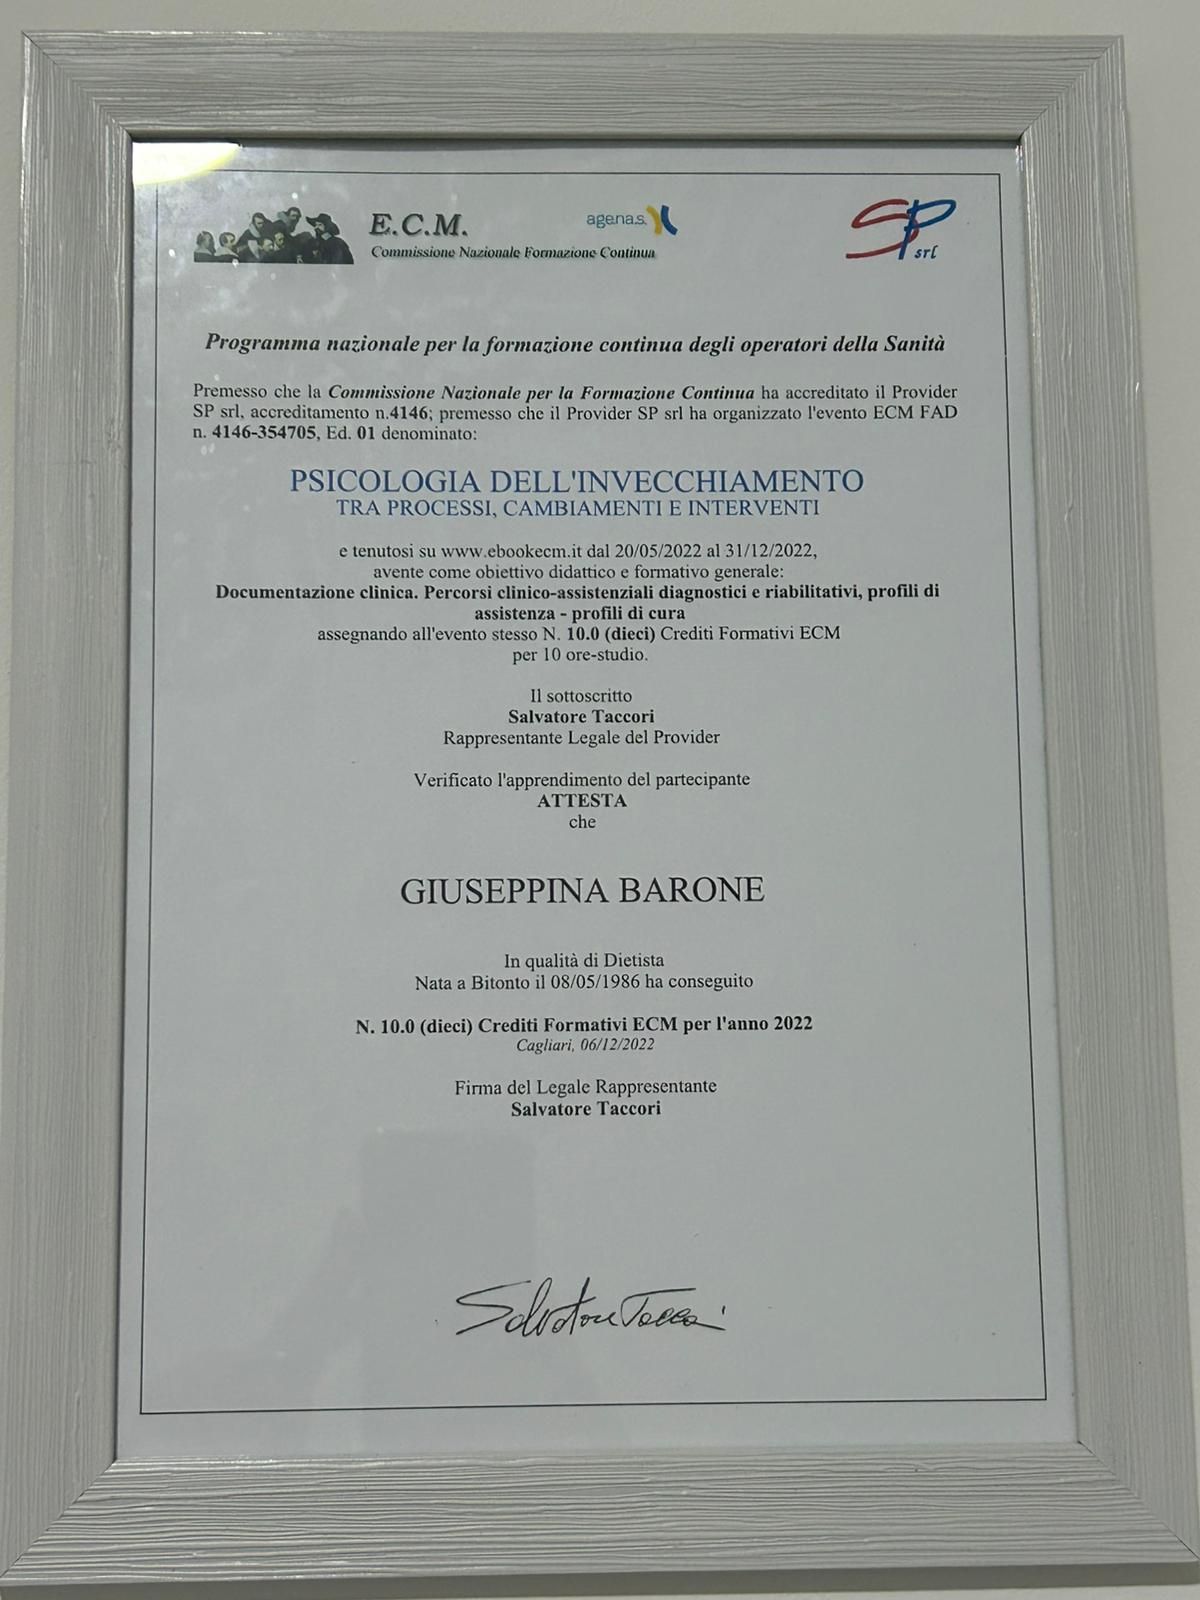 E.C.M.
Commissione Nazionale Formazione Continua
age.na.s.
SP srl
Programma nazionale per la formazione continua degli operatori della Sanità
Premesso che la Commissione Nazionale per la Formazione Continua ha accreditato il Provider
SP srl, accreditamento n.4146; premesso che il Provider SP srl ha organizzato l'evento ECM FAD
n. 4146-354705, Ed. 01 denominato:
PSICOLOGIA DELL'INVECCHIAMENTO
TRA PROCESSI, CAMBIAMENTI E INTERVENTI
e tenutosi su www.ebookecm.it dal 20/05/2022 al 31/12/2022,
avente come obiettivo didattico e formativo generale:
Documentazione clinica. Percorsi clinico-assistenziali diagnostici e riabilitativi, profili di
assistenza - profili di cura
assegnando all'evento stesso N. 10.0 (dieci) Crediti Formativi ECM
per 10 ore-studio.
Il sottoscritto
Salvatore Taccori
Rappresentante Legale del Provider
Verificato l'apprendimento del partecipante
ATTESTA
che
GIUSEPPINA BARONE
In qualità di Dietista
Nata a Bitonto il 08/05/1986 ha conseguito
N. 10.0 (dieci) Crediti Formativi ECM per l'anno 2022
Cagliari, 06/12/2022
Firma del Legale Rappresentante
Salvatore Taccori
Salvatore Taccori